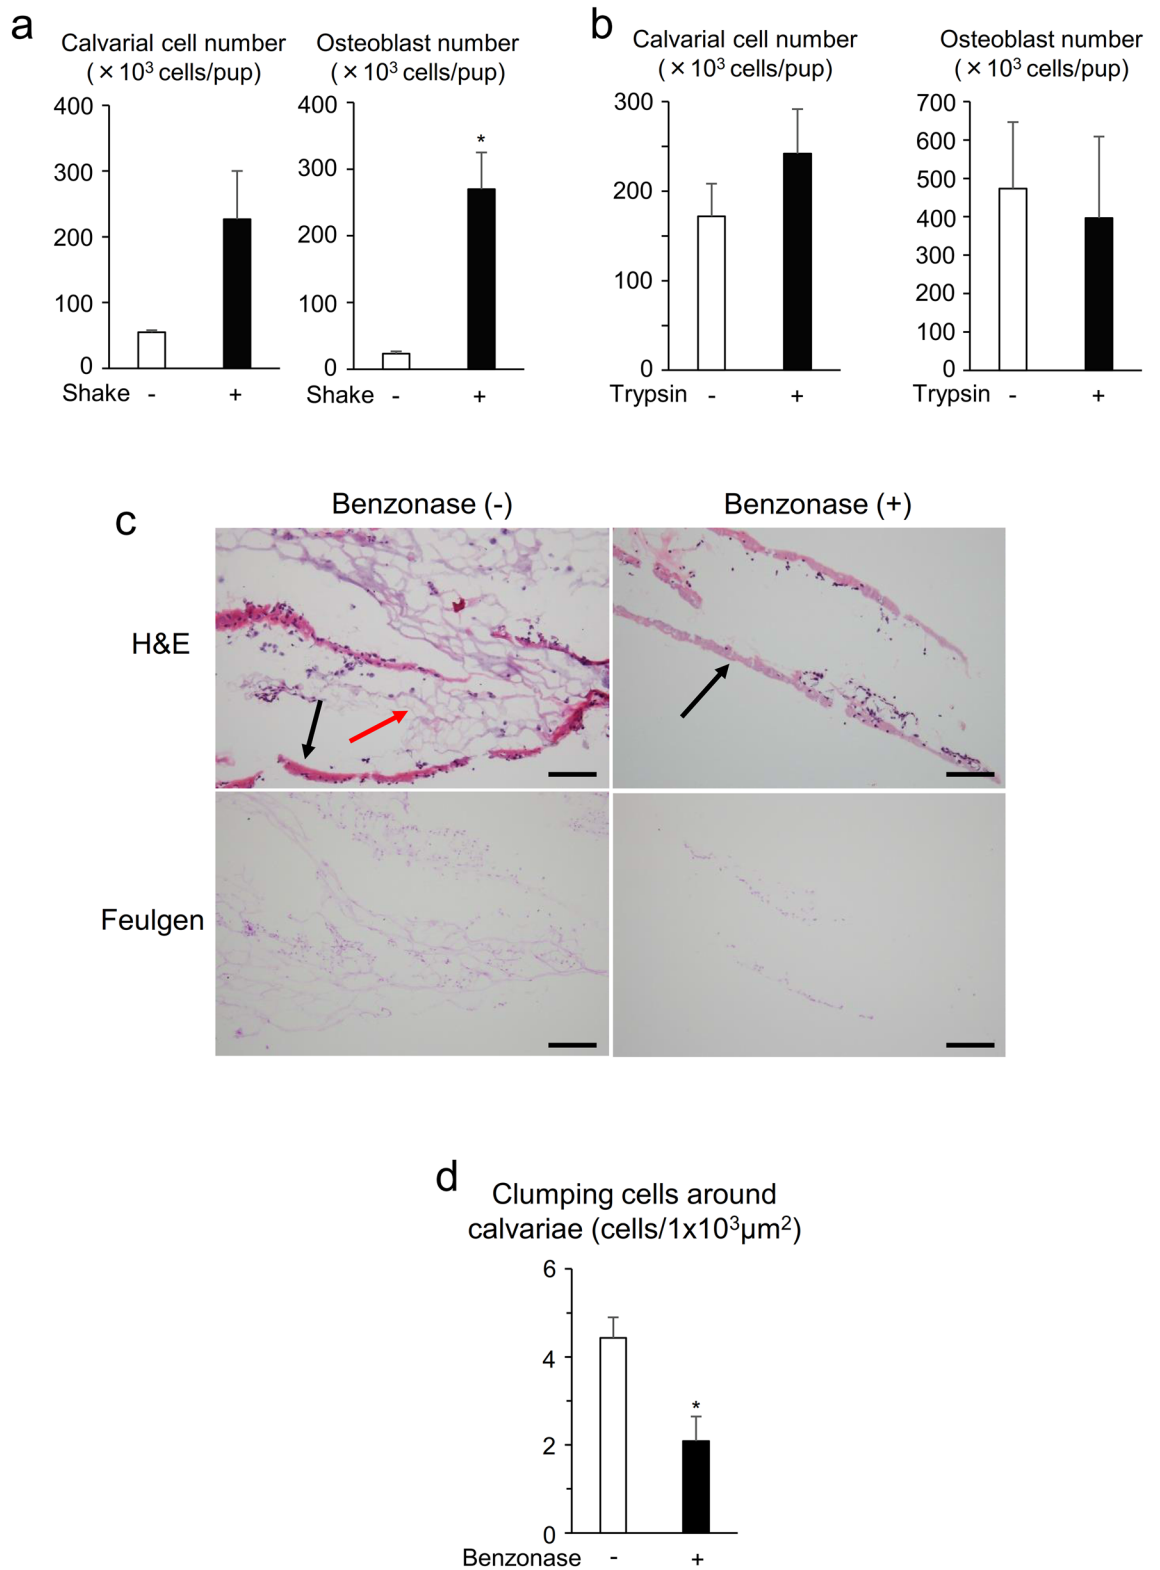 a
Calvarial cell number
(×10³ cells/pup)
400
300
200
100
0
Shake - +
Osteoblast number
(×10³ cells/pup)
400
300
200
100
0
*
Shake - +
b
Calvarial cell number
(×10³ cells/pup)
300
200
100
0
Trypsin - +
Osteoblast number
(×10³ cells/pup)
700
600
500
400
300
200
100
0
Trypsin - +
c
Benzonase (-) Benzonase (+)
H&E
Feulgen
d
Clumping cells around
calvariae (cells/1x10³μm²)
6
4
2
0
*
Benzonase - +